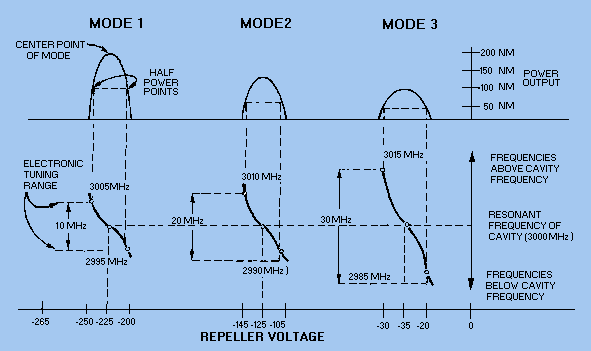 MODE 1
MODE2
MODE 3
CENTER POINT
OF MODE
HALF
POWER
POINTS
200 NM
150 NM
100 NM
50 NM
POWER
OUTPUT
ELECTRONIC
TUNING
RANGE
3005MHz
10 MHz
2995 MHz
3010 MHz
20 MHz
2990MHz )
3015 MHz
30MHz
2985 MHz
FREQUENCIES
ABOVE CAVITY
FREQUENCY
RESONANT
FREQUENCY OF
CAVITY (3000MHz)
FREQUENCIES
BELOW CAVITY
FREQUENCY
-265 -250 -225 -200 -145 -125 -105 -30 -35 -20 0
REPELLER VOLTAGE